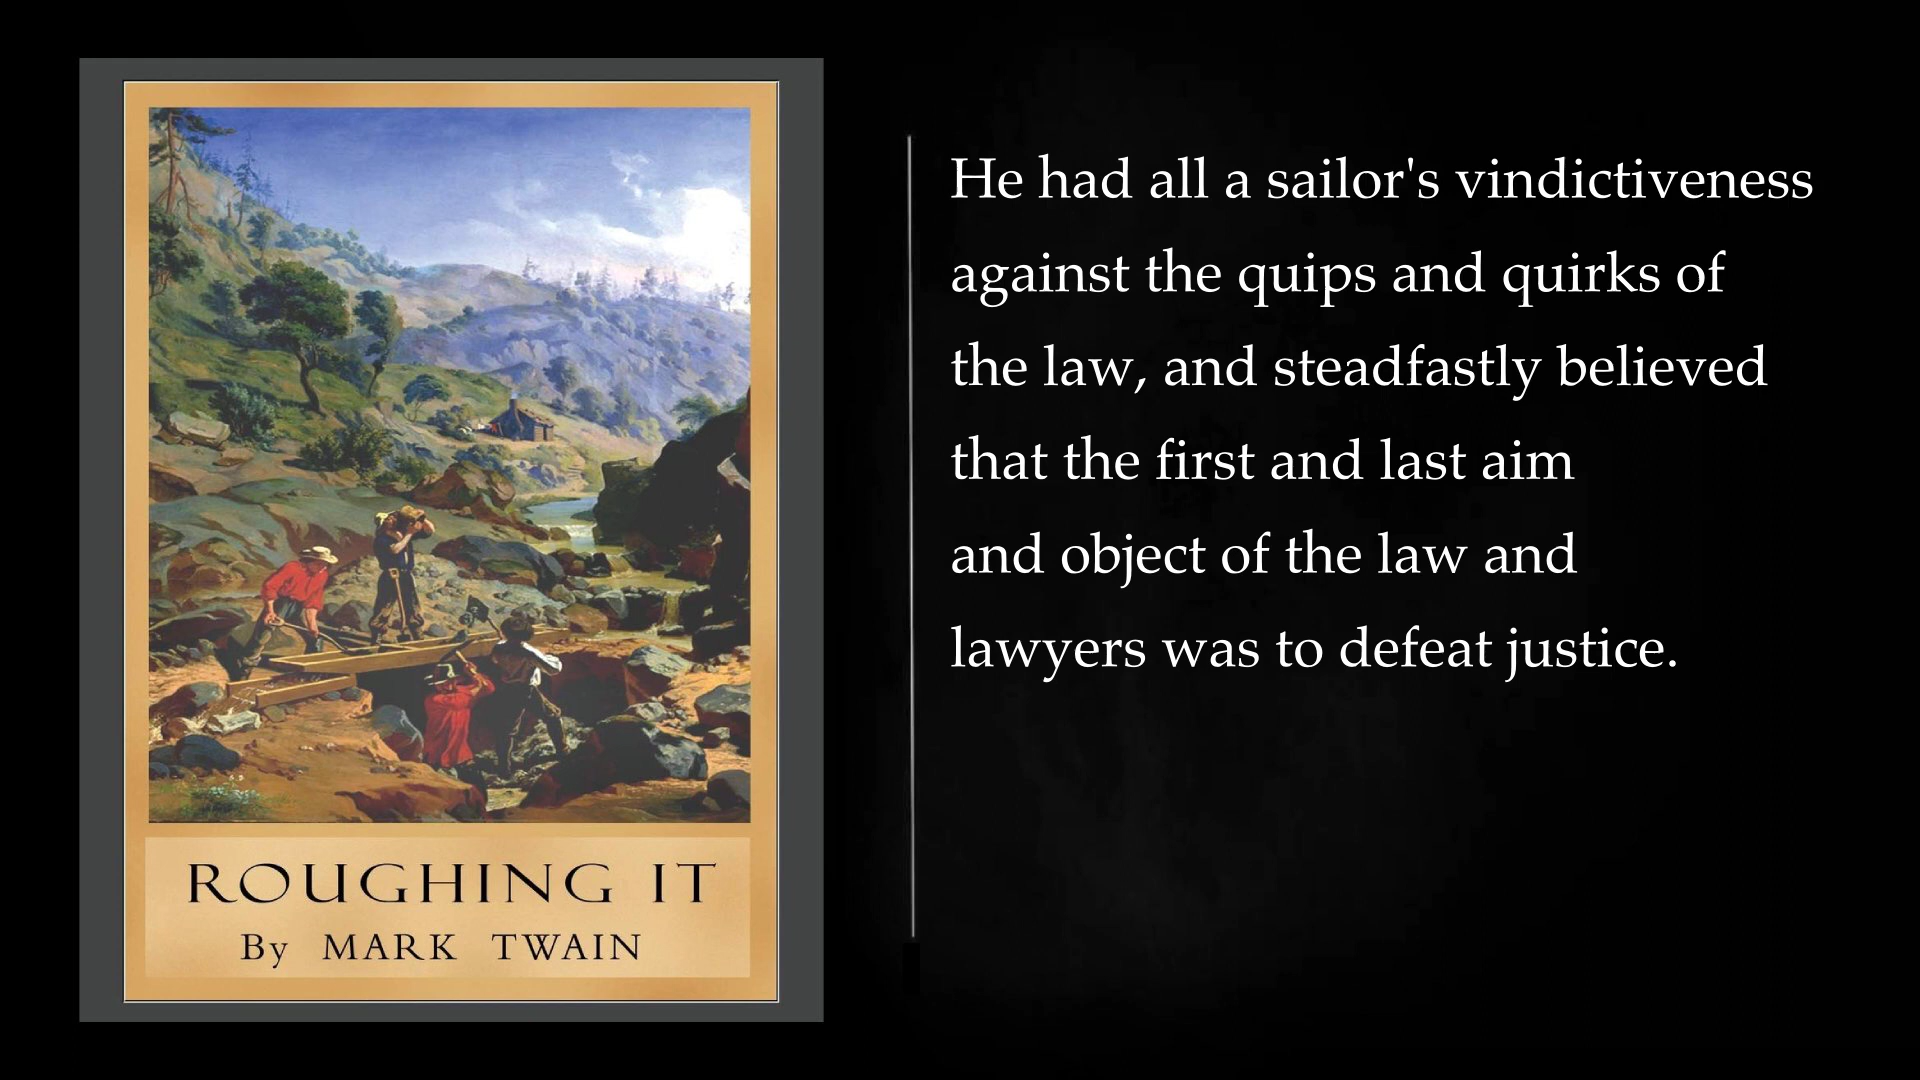 ROUGHING IT
By MARK TWAIN
He had all a sailor's vindictiveness
against the quips and quirks of
the law, and steadfastly believed
that the first and last aim
and object of the law and
lawyers was to defeat justice.